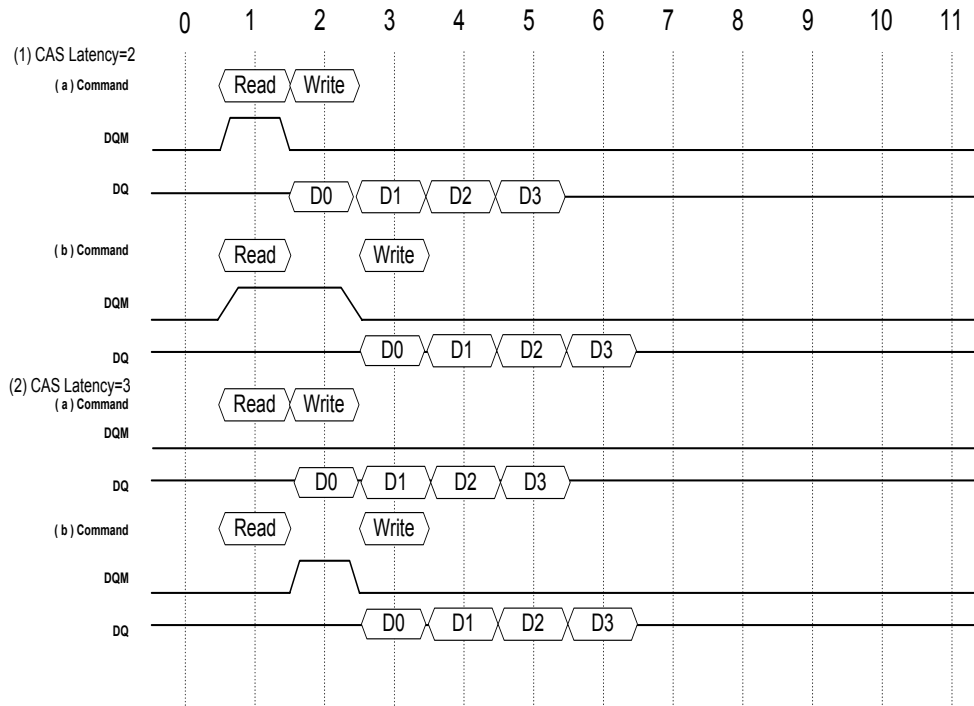 0 1 2 3 4 5 6 7 8 9 10 11
(1) CAS Latency=2
( a ) Command Read Write
DQM
DQ D0 D1 D2 D3
( b ) Command Read Write
DQM
DQ D0 D1 D2 D3
(2) CAS Latency=3
( a ) Command Read Write
DQM
DQ D0 D1 D2 D3
( b ) Command Read Write
DQM
DQ D0 D1 D2 D3